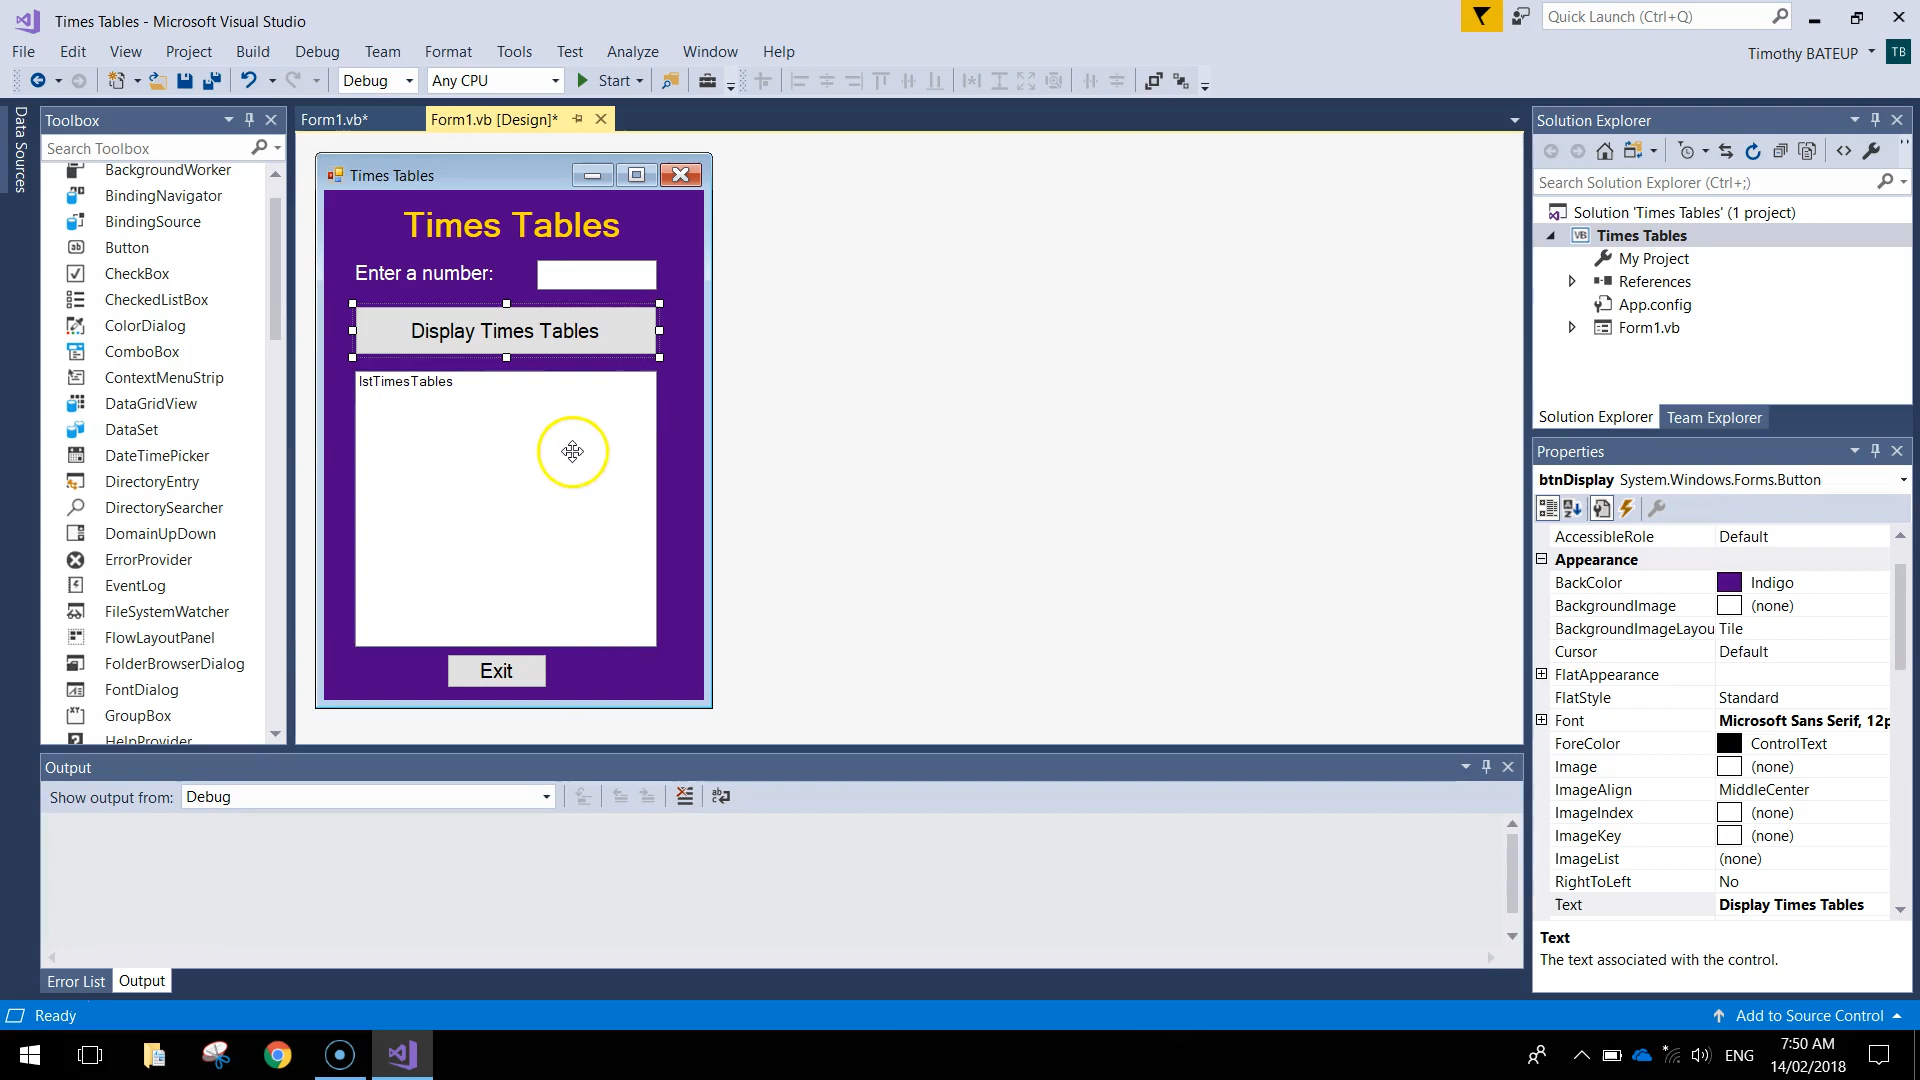 Times Tables - Microsoft Visual Studio
Quick Launch (Ctrl+Q)
File Edit View Project Build Debug Team Format Tools Test Analyze Window Help
Timothy BATEUP
TB
Debug
Any CPU
Start
Data Sources
Toolbox
Search Toolbox
BackgroundWorker
BindingNavigator
BindingSource
Button
CheckBox
CheckedListBox
ColorDialog
ComboBox
ContextMenuStrip
DataGridView
DataSet
DateTimePicker
DirectoryEntry
DirectorySearcher
DomainUpDown
ErrorProvider
EventLog
FileSystemWatcher
FlowLayoutPanel
FolderBrowserDialog
FontDialog
GroupBox
HelpProvider
Form1.vb*
Form1.vb [Design]*
Times Tables
Times Tables
Enter a number:
Display Times Tables
lstTimesTables
Exit
Solution Explorer
Search Solution Explorer (Ctrl+;)
Solution 'Times Tables' (1 project)
VB Times Tables
My Project
References
App.config
Form1.vb
Solution Explorer
Team Explorer
Properties
btnDisplay System.Windows.Forms.Button
AccessibleRole Default
Appearance
BackColor Indigo
BackgroundImage (none)
BackgroundImageLayou Tile
Cursor Default
FlatAppearance
FlatStyle Standard
Font Microsoft Sans Serif, 12p
ForeColor ControlText
Image (none)
ImageAlign MiddleCenter
ImageIndex (none)
ImageKey (none)
ImageList (none)
RightToLeft No
Text Display Times Tables
Text
The text associated with the control.
Output
Show output from: Debug
Error List
Output
Ready
Add to Source Control
ENG
7:50 AM
14/02/2018